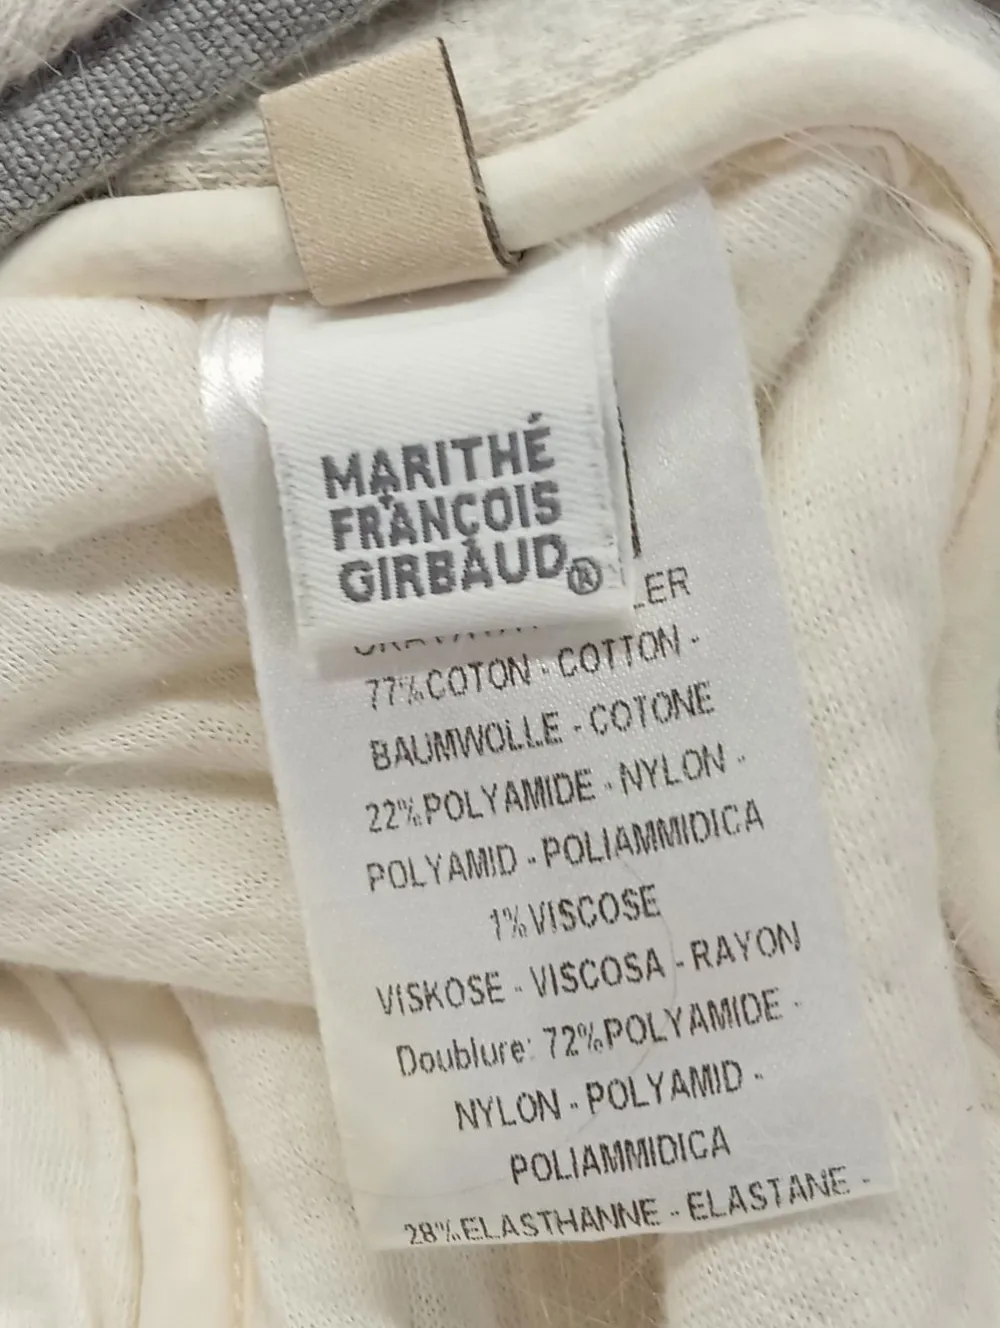 MARITHÉ
+
FRANÇOIS
GIRBAUD®
77%COTON - COTTON -
BAUMWOLLE - COTONE
22%POLYAMIDE - NYLON -
POLYAMID - POLIAMMIDICA
1%VISCOSE
VISKOSE - VISCOSA - RAYON
Doublure: 72%POLYAMIDE -
NYLON - POLYAMID -
POLIAMMIDICA
28%ELASTHANNE - ELASTANE -